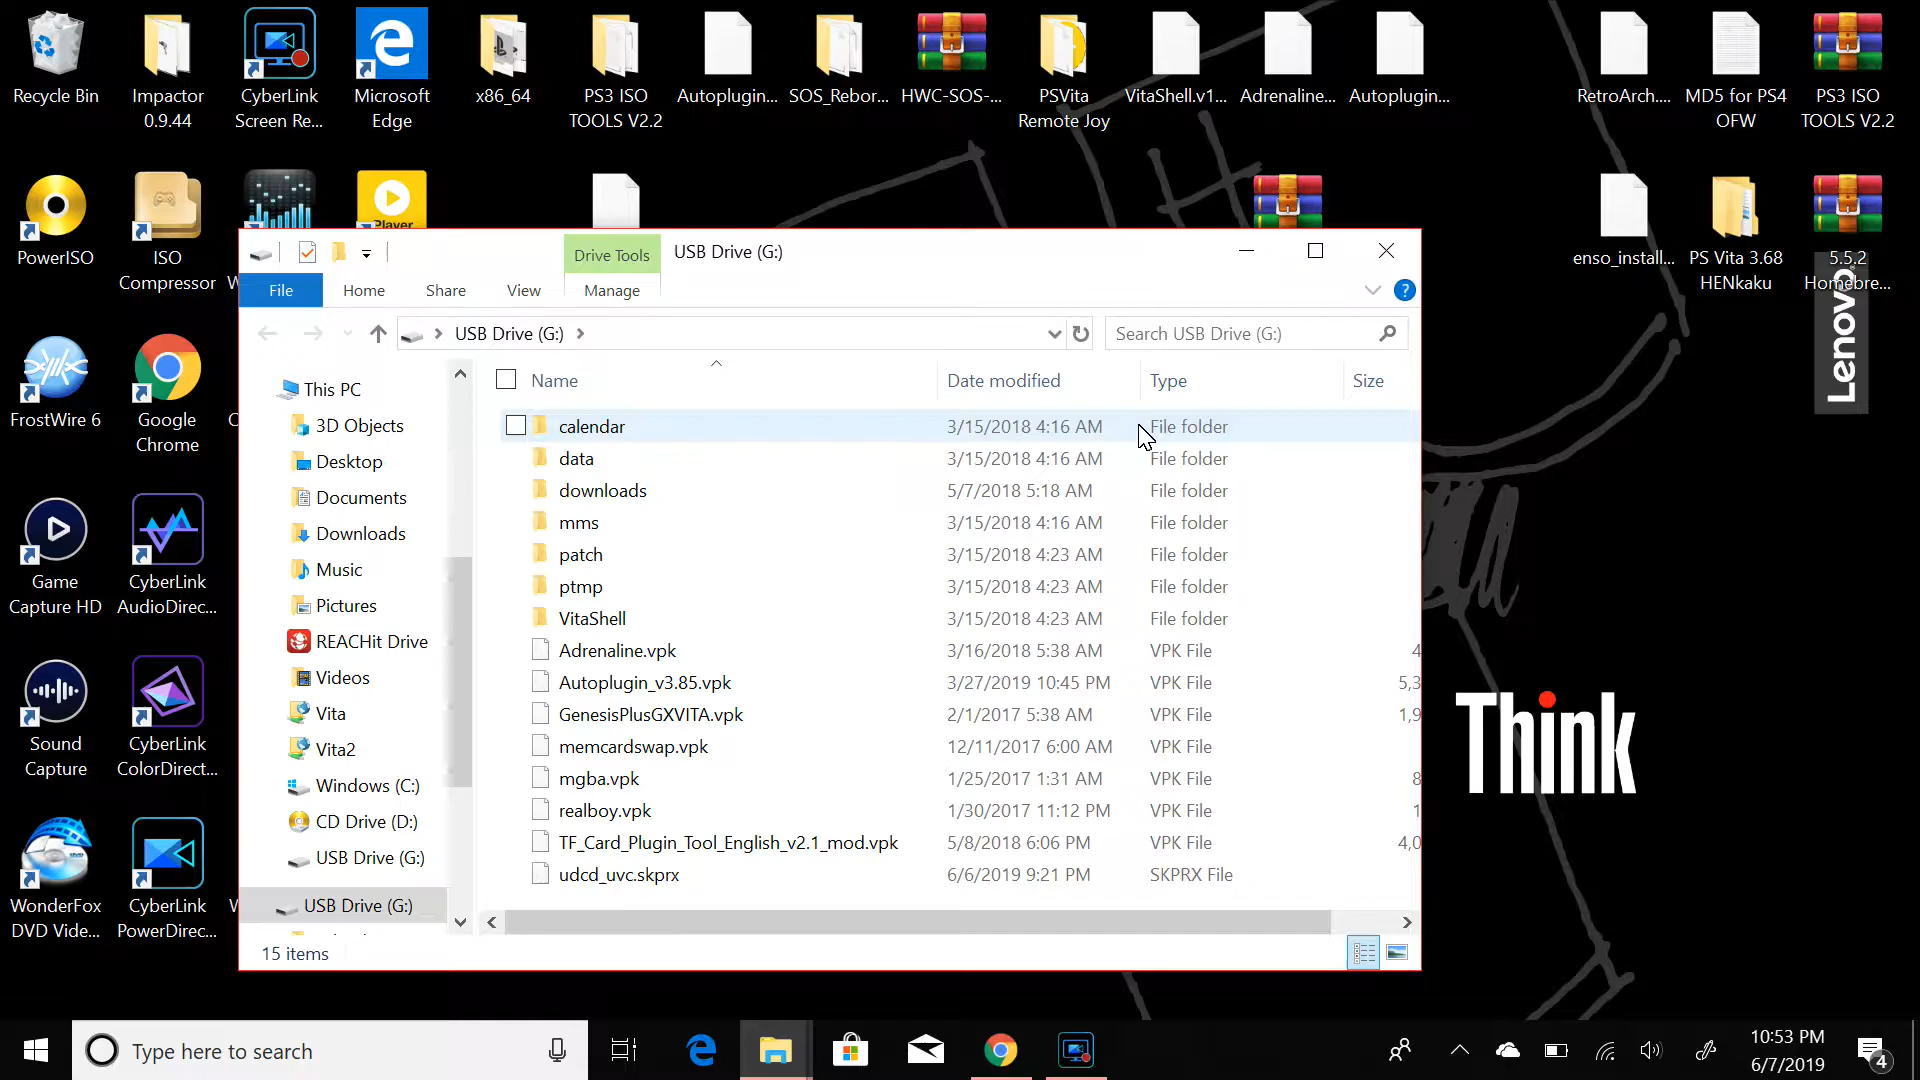 Recycle Bin
Impactor
0.9.44
CyberLink
Screen Re...
Microsoft
Edge
x86_64
PS3 ISO
TOOLS V2.2
Autoplugin...
SOS_Rebor...
HWC-SOS-...
PSVita
Remote Joy
VitaShell.v1...
Adrenaline...
Autoplugin...
RetroArch....
MD5 for PS4
OFW
PS3 ISO
TOOLS V2.2
PowerISO
ISO
Compressor
Player
enso_install...
PS Vita 3.68
HENkaku
5.5.2
Homebre...
FrostWire 6
Google
Chrome
Game
Capture HD
CyberLink
AudioDirec...
Sound
Capture
CyberLink
ColorDirect...
WonderFox
DVD Vide...
CyberLink
PowerDirec...
Drive Tools
USB Drive (G:)
File
Home
Share
View
Manage
USB Drive (G:)
Search USB Drive (G:)
This PC
3D Objects
Desktop
Documents
Downloads
Music
Pictures
REACHit Drive
Videos
Vita
Vita2
Windows (C:)
CD Drive (D:)
USB Drive (G:)
USB Drive (G:)
Name Date modified Type Size
calendar 3/15/2018 4:16 AM File folder
data 3/15/2018 4:16 AM File folder
downloads 5/7/2018 5:18 AM File folder
mms 3/15/2018 4:16 AM File folder
patch 3/15/2018 4:23 AM File folder
ptmp 3/15/2018 4:23 AM File folder
VitaShell 3/15/2018 4:23 AM File folder
Adrenaline.vpk 3/16/2018 5:38 AM VPK File 4
Autoplugin_v3.85.vpk 3/27/2019 10:45 PM VPK File 5,3
GenesisPlusGXVITA.vpk 2/1/2017 5:38 AM VPK File 1,9
memcardswap.vpk 12/11/2017 6:00 AM VPK File
mgba.vpk 1/25/2017 1:31 AM VPK File 8
realboy.vpk 1/30/2017 11:12 PM VPK File 1
TF_Card_Plugin_Tool_English_v2.1_mod.vpk 5/8/2018 6:06 PM VPK File 4,0
udcd_uvc.skprx 6/6/2019 9:21 PM SKPRX File
15 items
Lenovo
Think
Type here to search
10:53 PM
6/7/2019
4